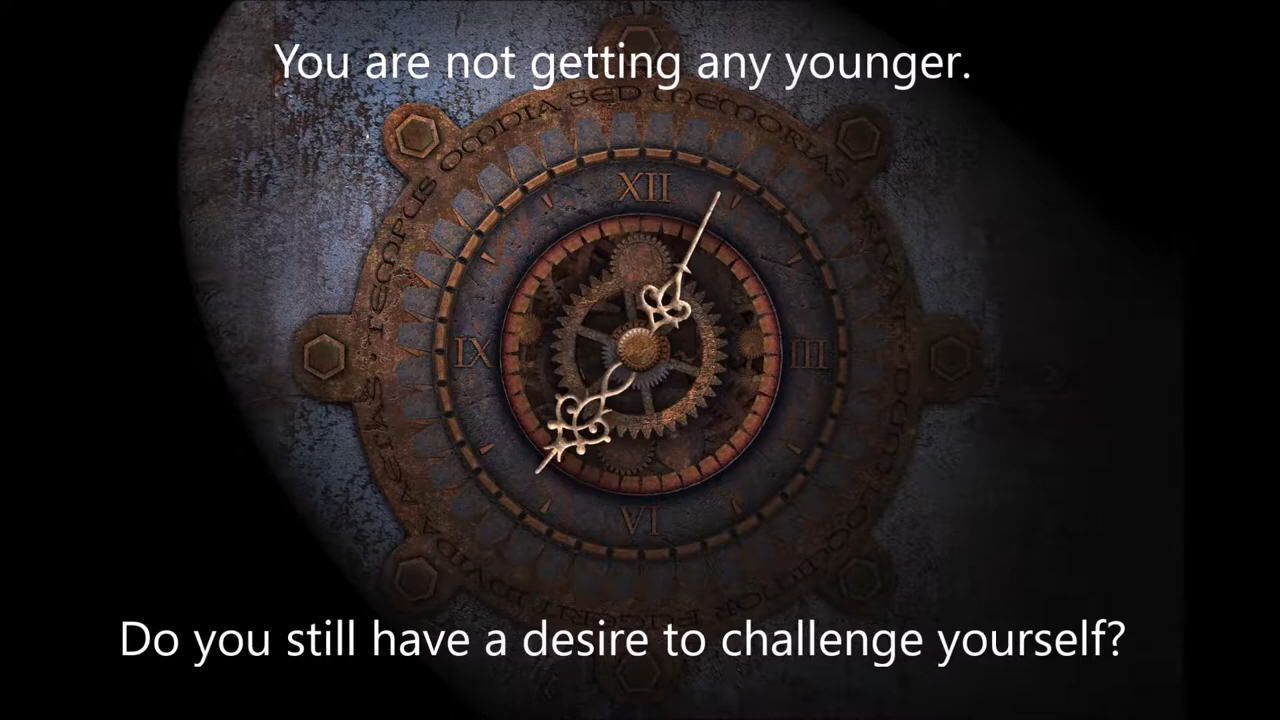 You are not getting any younger.
TEMPUS OMNIA SED MEMORIAS
XII
IX
III
VI
Do you still have a desire to challenge yourself?